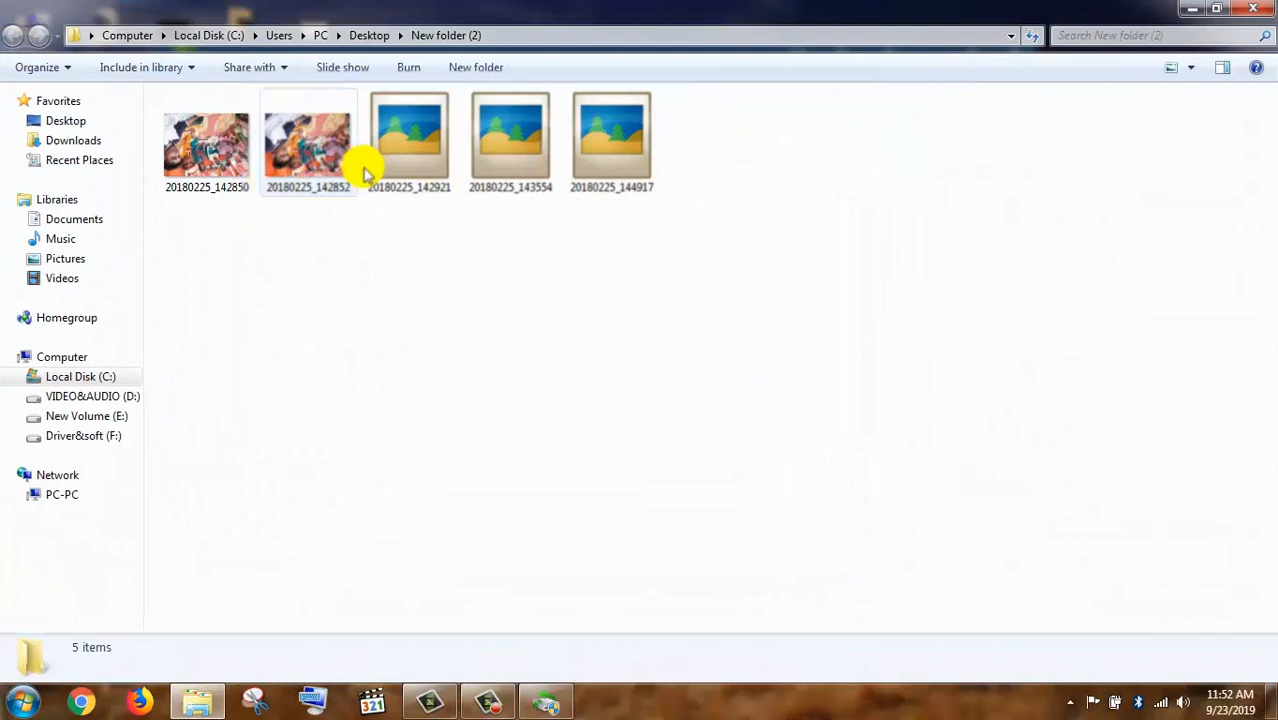 Computer Local Disk (C:) Users PC Desktop New folder (2)
Search New folder (2)
Organize Include in library Share with Slide show Burn New folder
Favorites
Desktop
Downloads
Recent Places
Libraries
Documents
Music
Pictures
Videos
Homegroup
Computer
Local Disk (C:)
VIDEO&AUDIO (D:)
New Volume (E:)
Driver&soft (F:)
Network
PC-PC
20180225_142850 20180225_142852 20180225_142921 20180225_143554 20180225_144917
5 items
321
11:52 AM
9/23/2019